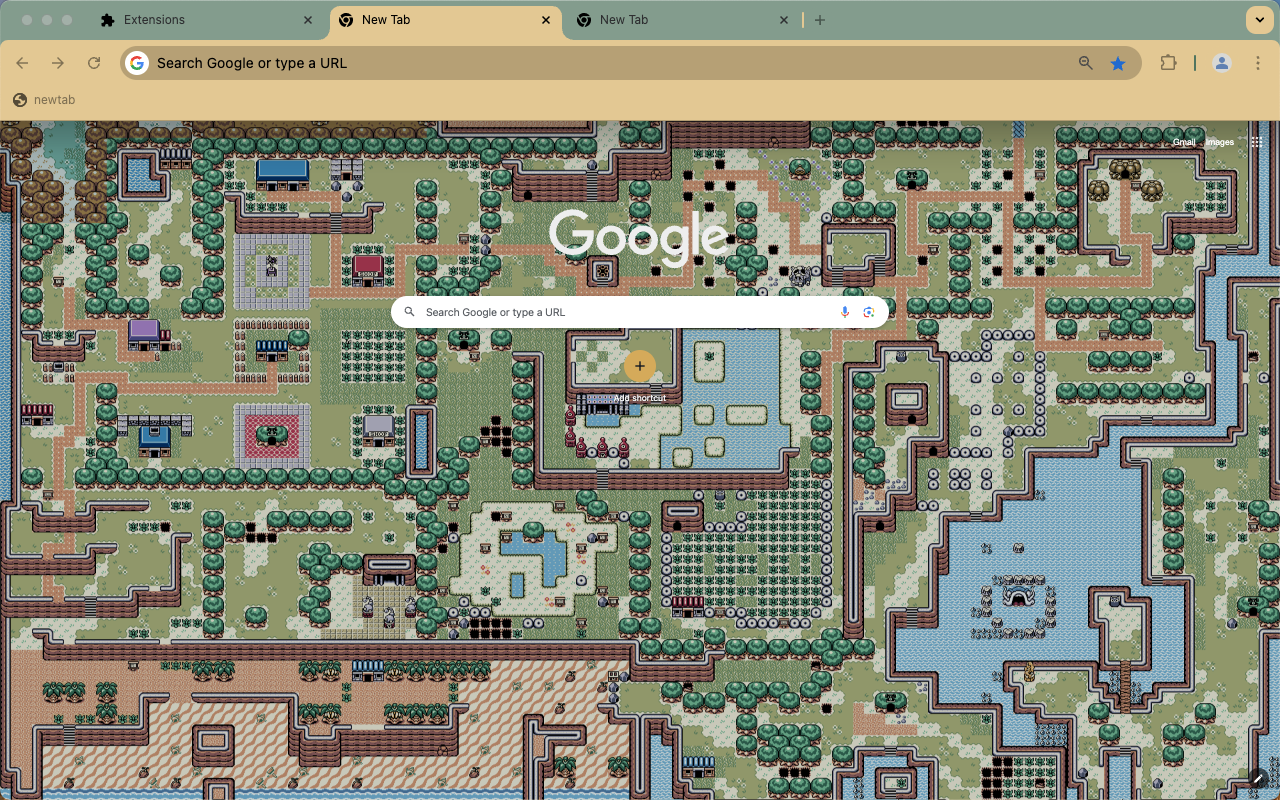 Extensions
New Tab
New Tab
Search Google or type a URL
newtab
Gmail
Images
Google
Search Google or type a URL
Add shortcut